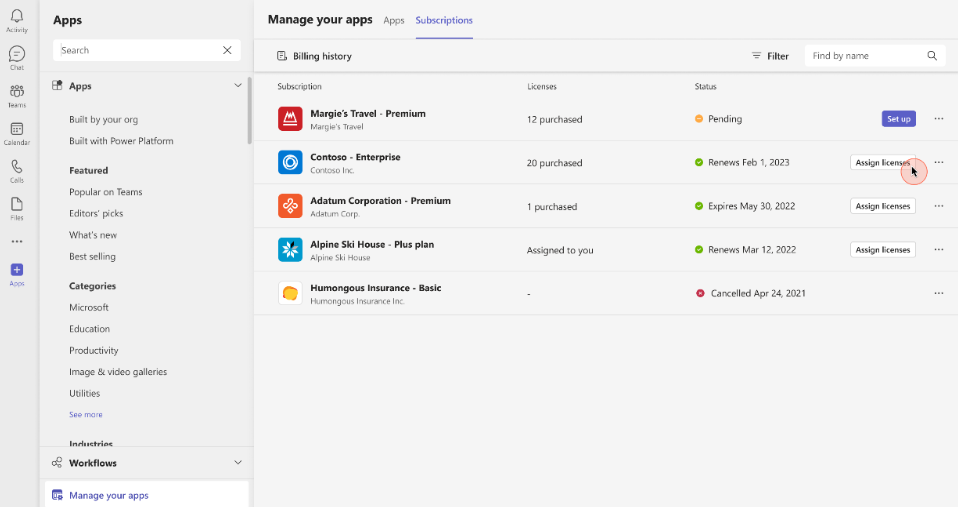 Activity
Chat
Teams
Calendar
Calls
Files
Apps
Apps
Search
Apps
Built by your org
Built with Power Platform
Featured
Popular on Teams
Editors' picks
What's new
Best selling
Categories
Microsoft
Education
Productivity
Image & video galleries
Utilities
See more
Industries
Workflows
Manage your apps
Manage your apps Apps Subscriptions
Billing history Filter Find by name
Subscription Licenses Status
Margie's Travel - Premium
Margie's Travel
12 purchased Pending Set up
Contoso - Enterprise
Contoso Inc.
20 purchased Renews Feb 1, 2023 Assign licenses
Adatum Corporation - Premium
Adatum Corp.
1 purchased Expires May 30, 2022 Assign licenses
Alpine Ski House - Plus plan
Alpine Ski House
Assigned to you Renews Mar 12, 2022 Assign licenses
Humongous Insurance - Basic
Humongous Insurance Inc.
- Cancelled Apr 24, 2021